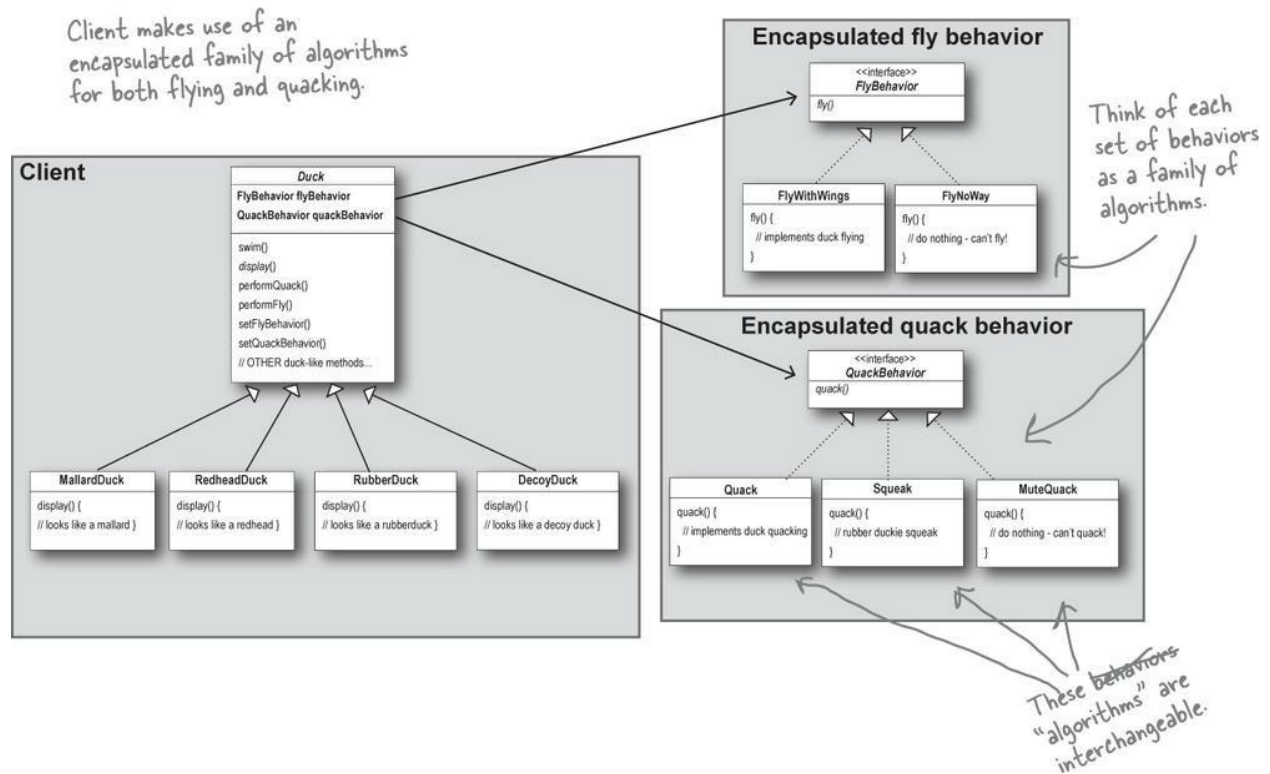 Client makes use of an
encapsulated family of algorithms
for both flying and quacking.
Client
Duck
FlyBehavior flyBehavior
QuackBehavior quackBehavior
swim()
display()
performQuack()
performFly()
setFlyBehavior()
setQuackBehavior()
// OTHER duck-like methods...
MallardDuck
display() {
// looks like a mallard }
RedheadDuck
display() {
// looks like a redhead }
RubberDuck
display() {
// looks like a rubberduck }
DecoyDuck
display() {
// looks like a decoy duck }
Encapsulated fly behavior
<<interface>>
FlyBehavior
fly()
FlyWithWings
fly() {
// implements duck flying
}
FlyNoWay
fly() {
// do nothing - can't fly!
}
Think of each
set of behaviors
as a family of
algorithms.
Encapsulated quack behavior
<<interface>>
QuackBehavior
quack()
Quack
quack() {
// implements duck quacking
}
Squeak
quack() {
// rubber duckie squeak
}
MuteQuack
quack() {
// do nothing - can't quack!
}
These behaviors
“algorithms” are
interchangeable.